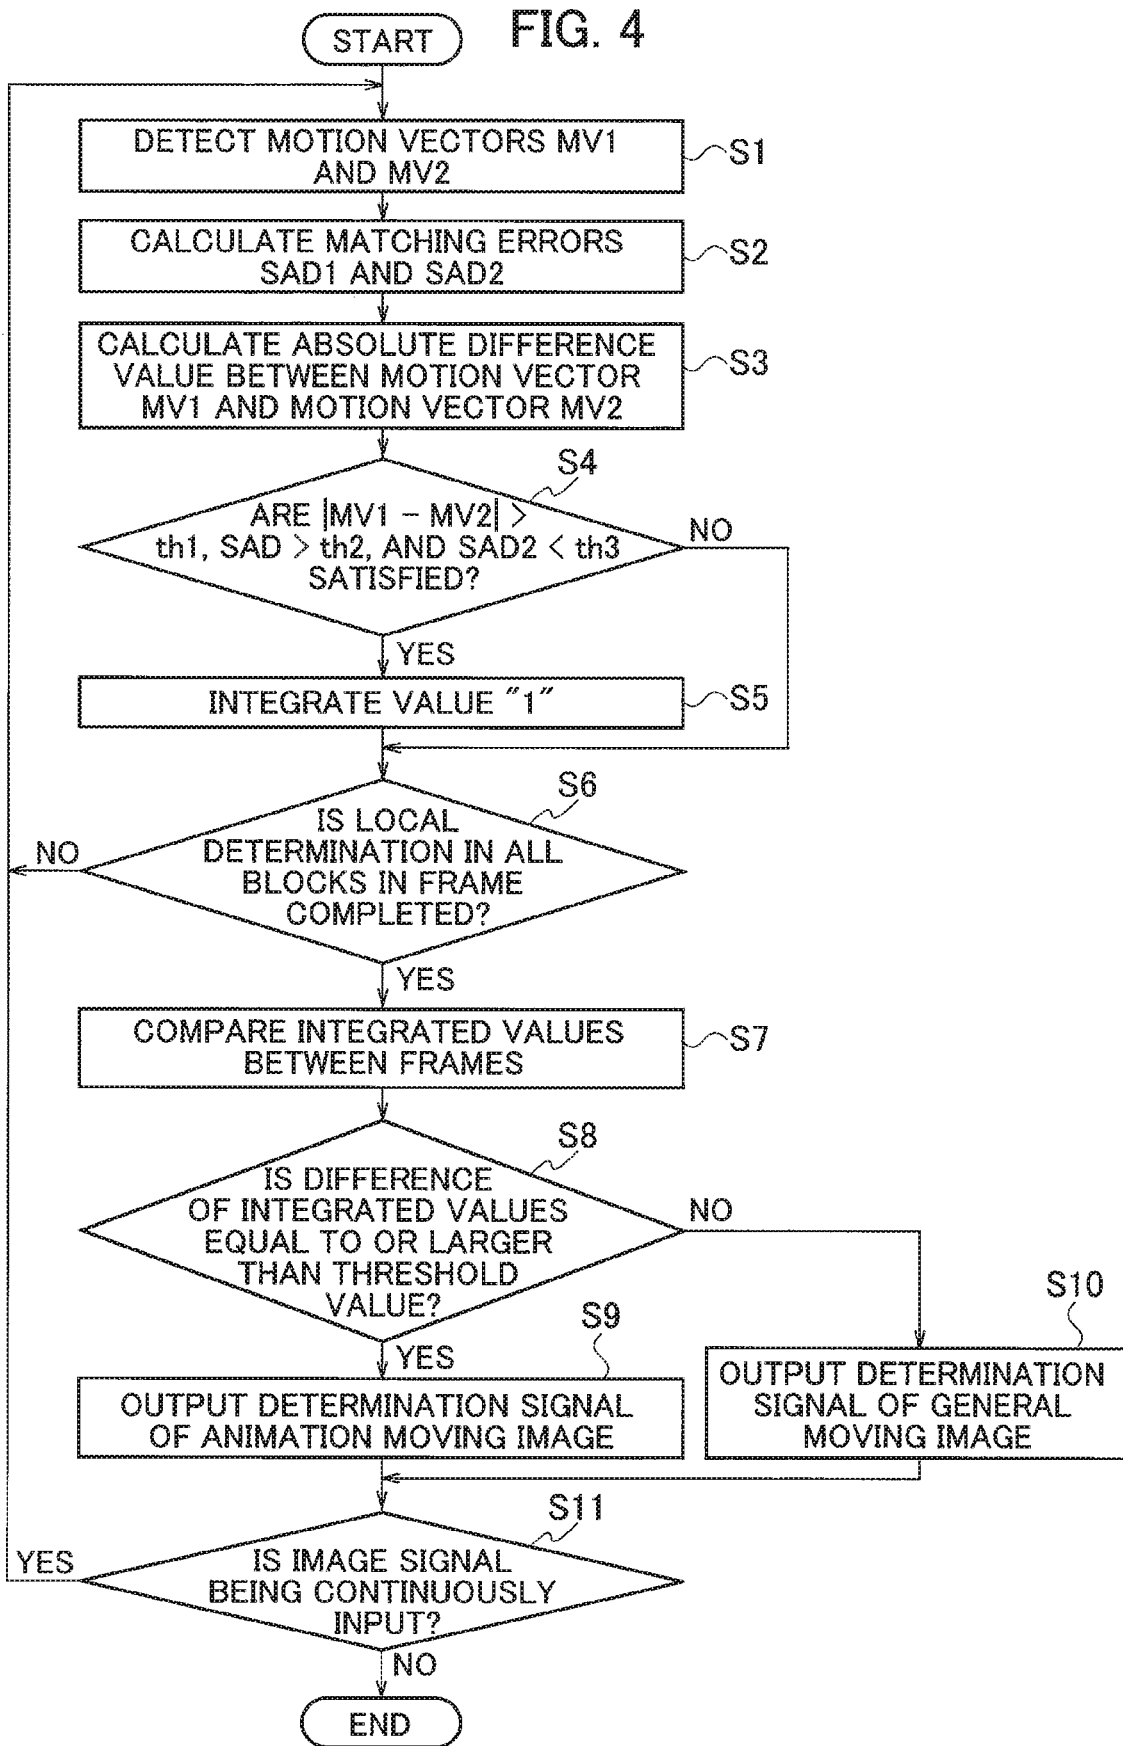 FIG. 4
START
DETECT MOTION VECTORS MV1
AND MV2
S1
CALCULATE MATCHING ERRORS
SAD1 AND SAD2
S2
CALCULATE ABSOLUTE DIFFERENCE
VALUE BETWEEN MOTION VECTOR
MV1 AND MOTION VECTOR MV2
S3
S4
ARE |MV1 - MV2| >
th1, SAD > th2, AND SAD2 < th3
SATISFIED?
NO
YES
INTEGRATE VALUE "1"
S5
S6
IS LOCAL
DETERMINATION IN ALL
BLOCKS IN FRAME
COMPLETED?
NO
YES
COMPARE INTEGRATED VALUES
BETWEEN FRAMES
S7
S8
IS DIFFERENCE
OF INTEGRATED VALUES
EQUAL TO OR LARGER
THAN THRESHOLD
VALUE?
NO
YES
S9
OUTPUT DETERMINATION SIGNAL
OF ANIMATION MOVING IMAGE
S10
OUTPUT DETERMINATION
SIGNAL OF GENERAL
MOVING IMAGE
S11
IS IMAGE SIGNAL
BEING CONTINUOUSLY
INPUT?
YES
NO
END